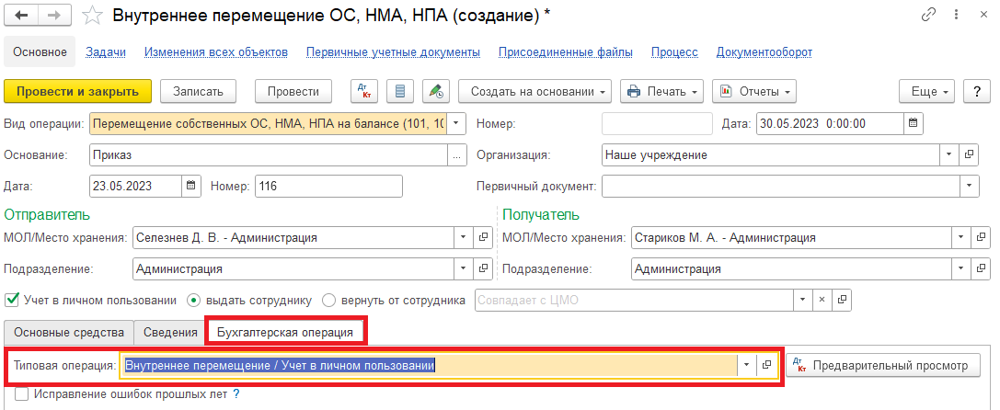 Внутреннее перемещение ОС, НМА, НПА (создание) *
Основное Задачи Изменения всех объектов Первичные учетные документы Присоединенные файлы Процесс Документооборот
Провести и закрыть Записать Провести Дт Кт Создать на основании Печать Отчеты Еще ?
Вид операции: Перемещение собственных ОС, НМА, НПА на балансе (101, 10 Номер: Дата: 30.05.2023 0:00:00
Основание: Приказ ... Организация: Наше учреждение
Дата: 23.05.2023 Номер: 116 Первичный документ:
Отправитель Получатель
МОЛ/Место хранения: Селезнев Д. В. - Администрация МОЛ/Место хранения: Стариков М. А. - Администрация
Подразделение: Администрация Подразделение: Администрация
Учет в личном пользовании выдать сотруднику вернуть от сотрудника Совпадает с ЦМО
Основные средства Сведения Бухгалтерская операция
Типовая операция: Внутреннее перемещение / Учет в личном пользовании Дт Кт Предварительный просмотр
Исправление ошибок прошлых лет ?